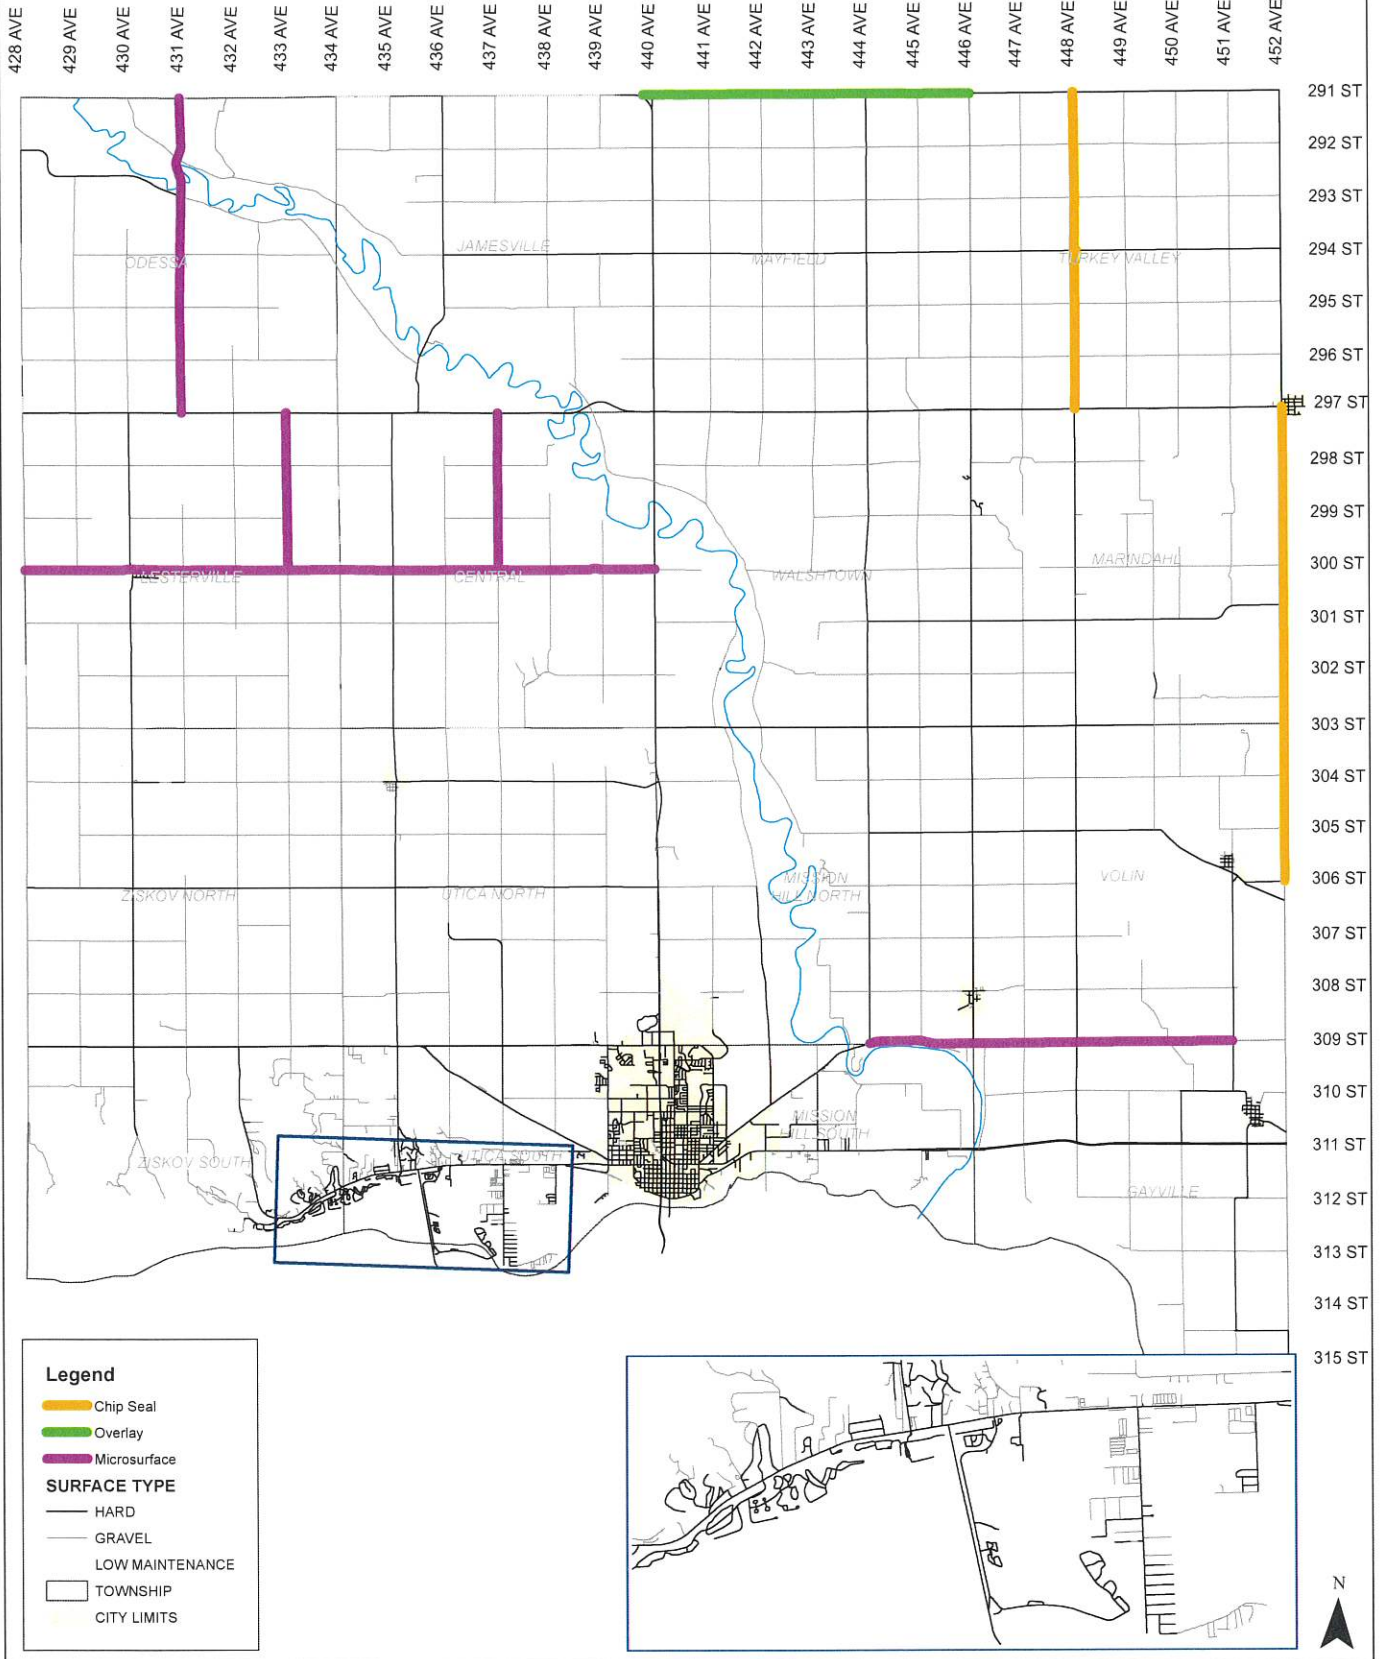 428 AVE
429 AVE
430 AVE
431 AVE
432 AVE
433 AVE
434 AVE
435 AVE
436 AVE
437 AVE
438 AVE
439 AVE
440 AVE
441 AVE
442 AVE
443 AVE
444 AVE
445 AVE
446 AVE
447 AVE
448 AVE
449 AVE
450 AVE
451 AVE
452 AVE
291 ST
292 ST
293 ST
294 ST
295 ST
296 ST
297 ST
298 ST
299 ST
300 ST
301 ST
302 ST
303 ST
304 ST
305 ST
306 ST
307 ST
308 ST
309 ST
310 ST
311 ST
312 ST
313 ST
314 ST
315 ST
ODESSA
JAMESVILLE
MAYFIELD
TURKEY VALLEY
LESTERVILLE
CENTRAL
WALSHTOWN
MARINDAHL
ZISKOV NORTH
UTICA NORTH
MISSION
HILL NORTH
VOLIN
ZISKOV SOUTH
UTICA SOUTH
MISSION
HILL SOUTH
GAYVILLE
Legend
Chip Seal
Overlay
Microsurface
SURFACE TYPE
HARD
GRAVEL
LOW MAINTENANCE
TOWNSHIP
CITY LIMITS
N